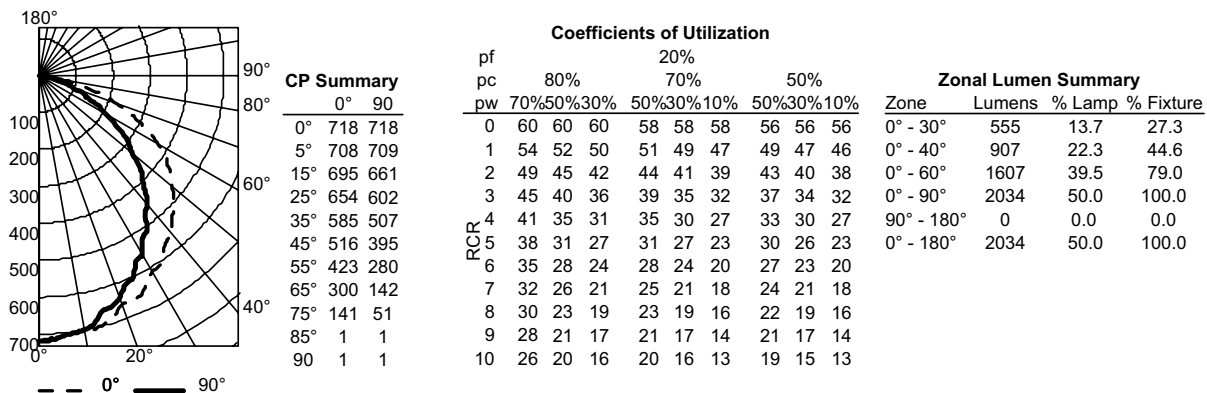 180°
90°
80°
60°
40°
100
200
300
400
500
600
700
0° 20°
0° 90°
CP Summary
0° 90
0° 718 718
5° 708 709
15° 695 661
25° 654 602
35° 585 507
45° 516 395
55° 423 280
65° 300 142
75° 141 51
85° 1 1
90 1 1
Coefficients of Utilization
pf 20%
pc 80% 70% 50%
pw 70%50%30% 50%30%10% 50%30%10%
RCR
0 60 60 60 58 58 58 56 56 56
1 54 52 50 51 49 47 49 47 46
2 49 45 42 44 41 39 43 40 38
3 45 40 36 39 35 32 37 34 32
4 41 35 31 35 30 27 33 30 27
5 38 31 27 31 27 23 30 26 23
6 35 28 24 28 24 20 27 23 20
7 32 26 21 25 21 18 24 21 18
8 30 23 19 23 19 16 22 19 16
9 28 21 17 21 17 14 21 17 14
10 26 20 16 20 16 13 19 15 13
Zonal Lumen Summary
Zone Lumens % Lamp % Fixture
0° - 30° 555 13.7 27.3
0° - 40° 907 22.3 44.6
0° - 60° 1607 39.5 79.0
0° - 90° 2034 50.0 100.0
90° - 180° 0 0.0 0.0
0° - 180° 2034 50.0 100.0